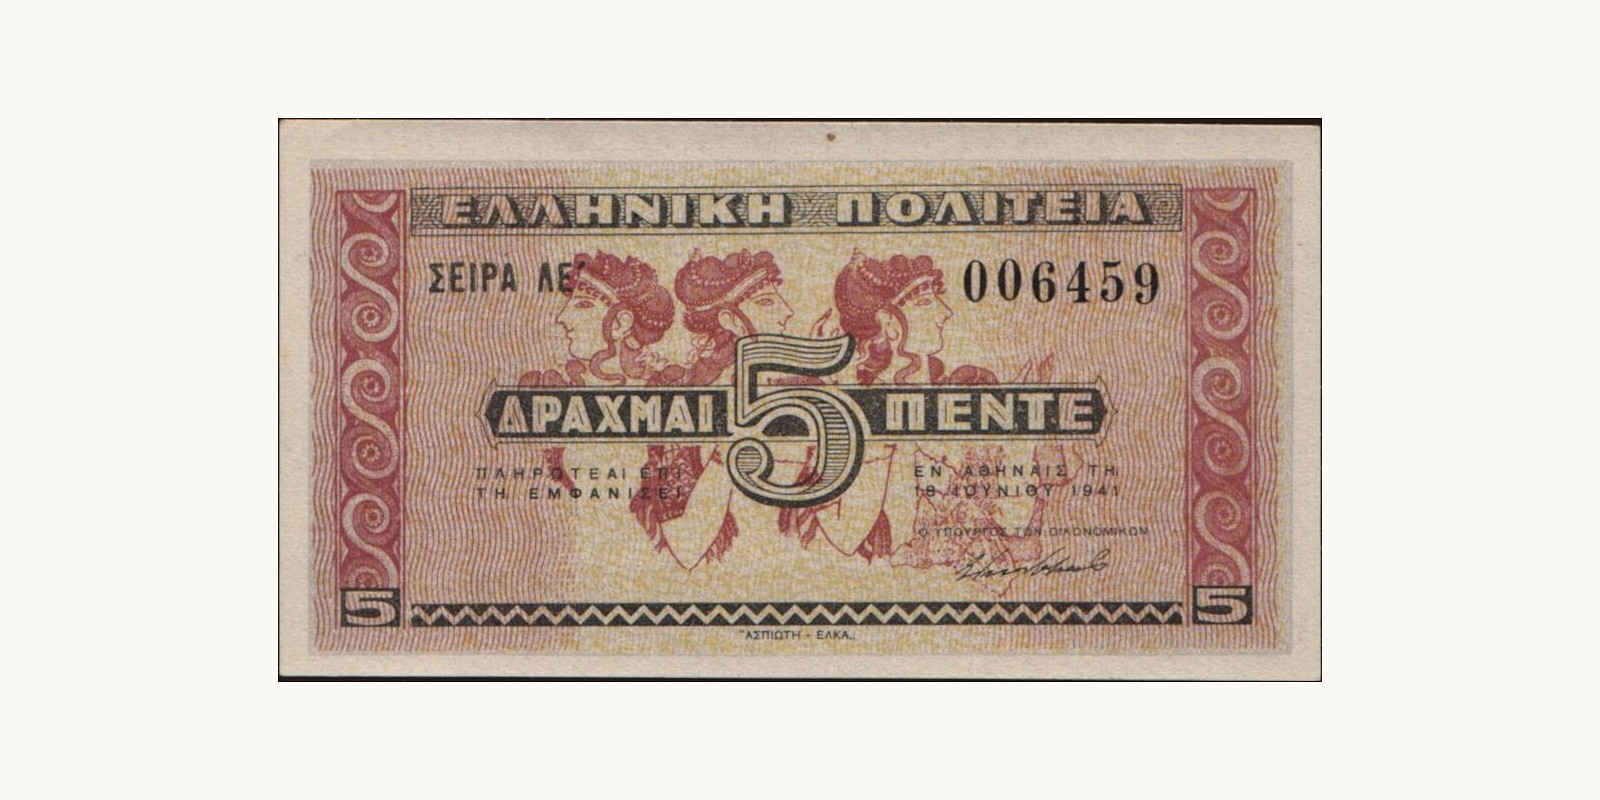 ΕΛΛΗΝΙΚΗ ΠΟΛΙΤΕΙΑ
ΣΕΙΡΑ ΛΕ' 006459
ΔΡΑΧΜΑΙ 5 ΠΕΝΤΕ
ΠΛΗΡΩΤΕΑΙ ΕΠΙ
ΤΗ ΕΜΦΑΝΙΣΕΙ
ΕΝ ΑΘΗΝΑΙΣ ΤΗ
18 ΙΟΥΝΙΟΥ 1941
Ο ΥΠΟΥΡΓΟΣ ΤΩΝ ΟΙΚΟΝΟΜΙΚΩΝ
5 5
"ΑΣΠΙΩΤΗ - ΕΛΚΑ„